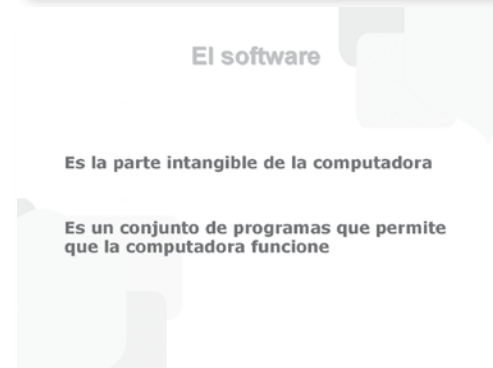 El software
Es la parte intangible de la computadora
Es un conjunto de programas que permite
que la computadora funcione